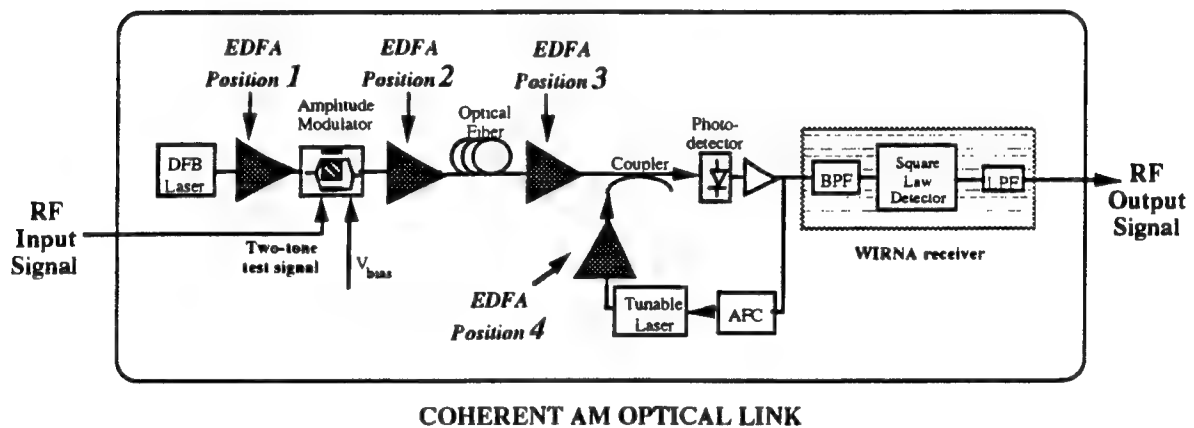 EDFA
Position 1
EDFA
Position 2
EDFA
Position 3
Amplitude
Modulator
Optical
Fiber
Photo-
detector
DFB
Laser
Coupler
BPF
Square
Law
Detector
LPF
RF
Input
Signal
RF
Output
Signal
Two-tone
test signal
V bias
WIRNA receiver
EDFA
Position 4
Tunable
Laser
AFC
COHERENT AM OPTICAL LINK